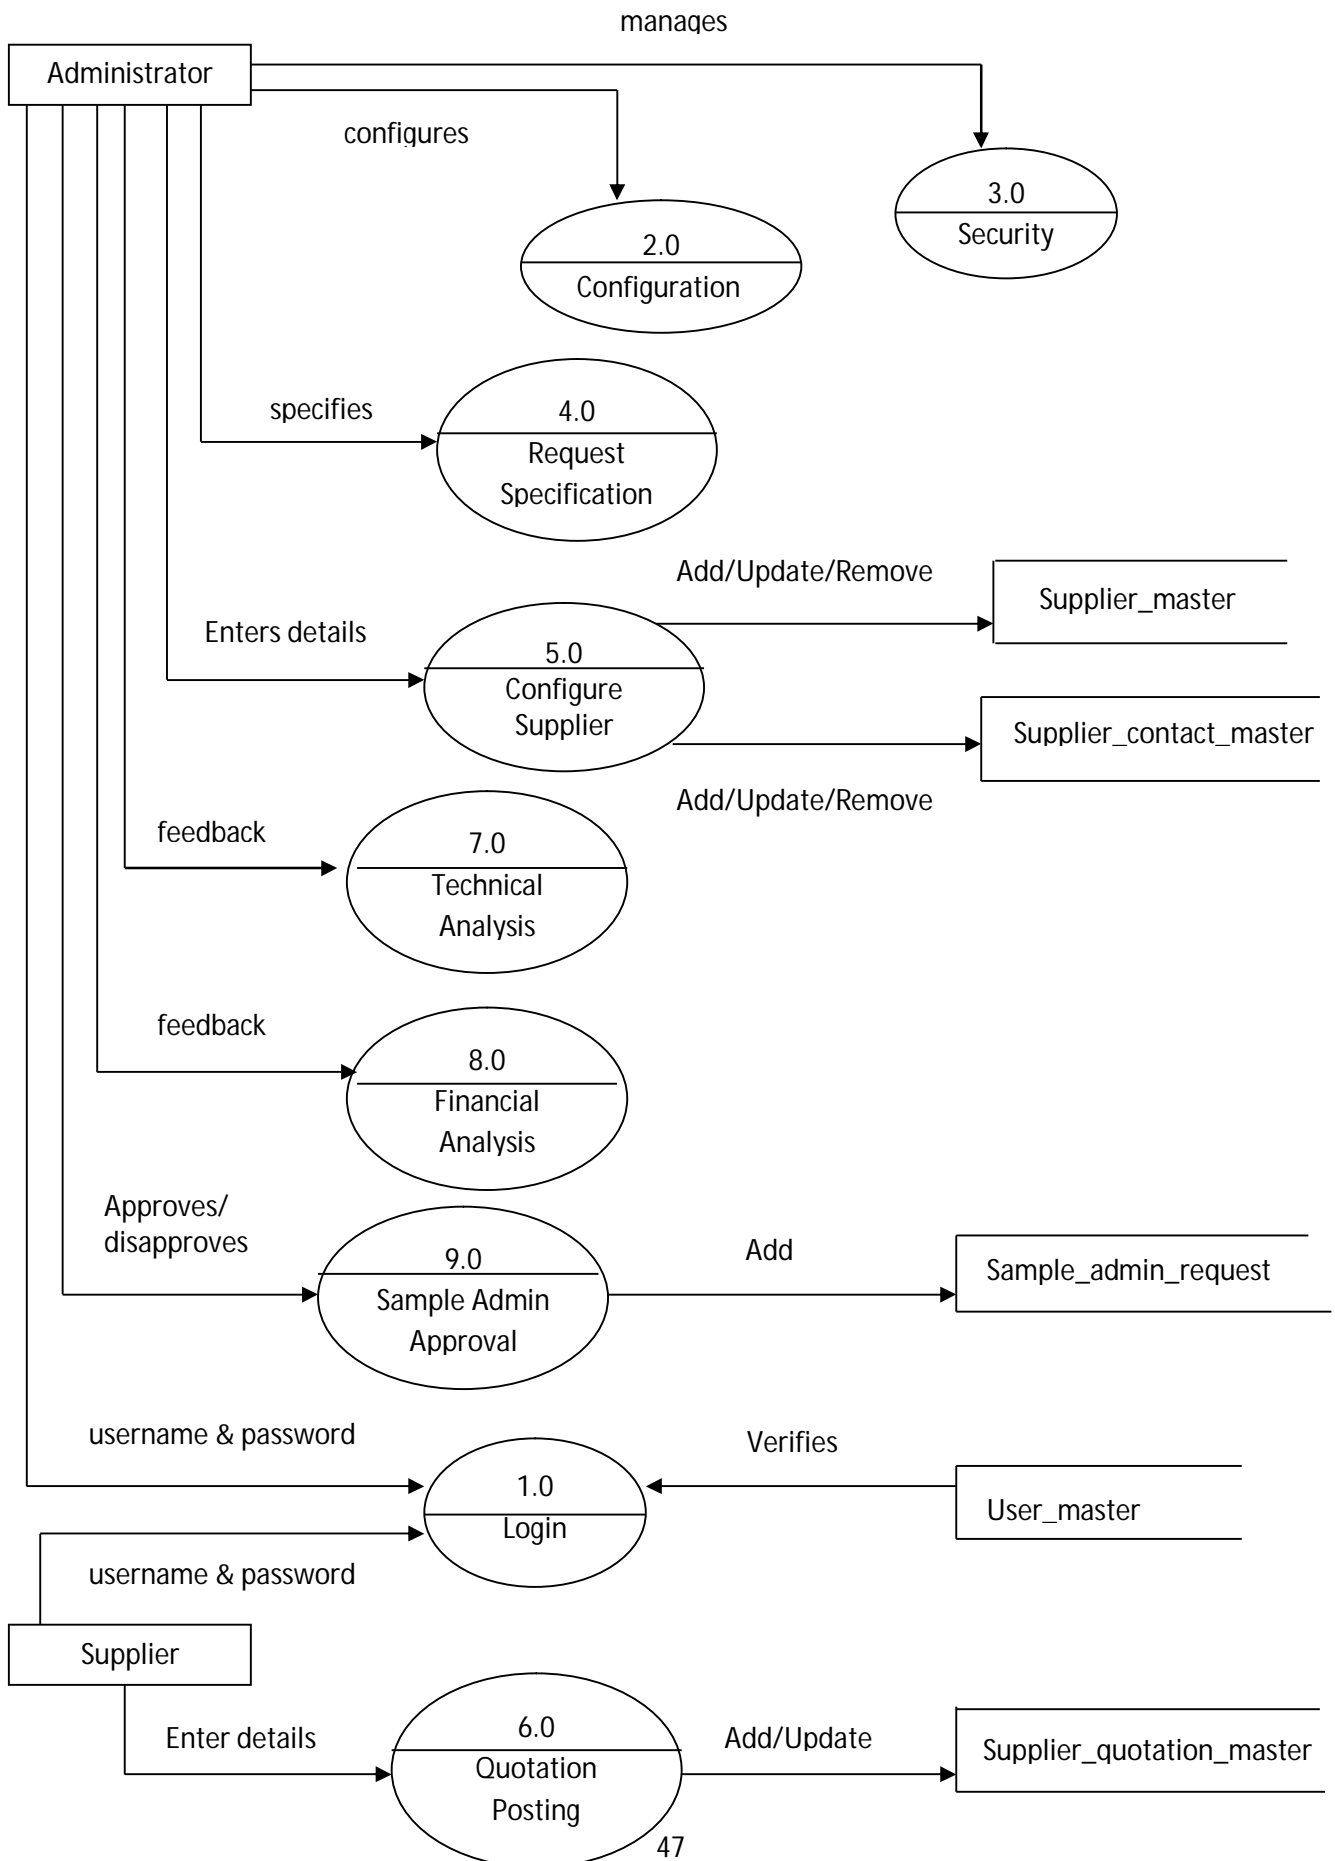 manages
Administrator
configures
3.0
Security
2.0
Configuration
specifies
4.0
Request
Specification
Add/Update/Remove
Supplier_master
Enters details
5.0
Configure
Supplier
Supplier_contact_master
Add/Update/Remove
feedback
7.0
Technical
Analysis
feedback
8.0
Financial
Analysis
Approves/
disapproves
9.0
Sample Admin
Approval
Add
Sample_admin_request
username & password
Verifies
1.0
Login
User_master
username & password
Supplier
Enter details
6.0
Quotation
Posting
Add/Update
Supplier_quotation_master
47